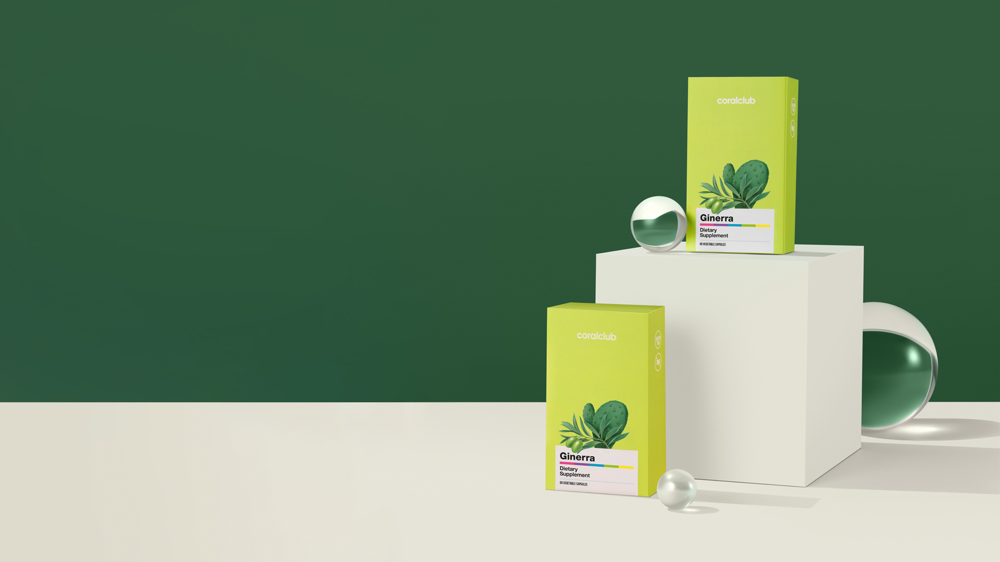 coralclub
Ginerra
Dietary
Supplement
60 VEGETABLE CAPSULES
coralclub
Ginerra
Dietary
Supplement
60 VEGETABLE CAPSULES